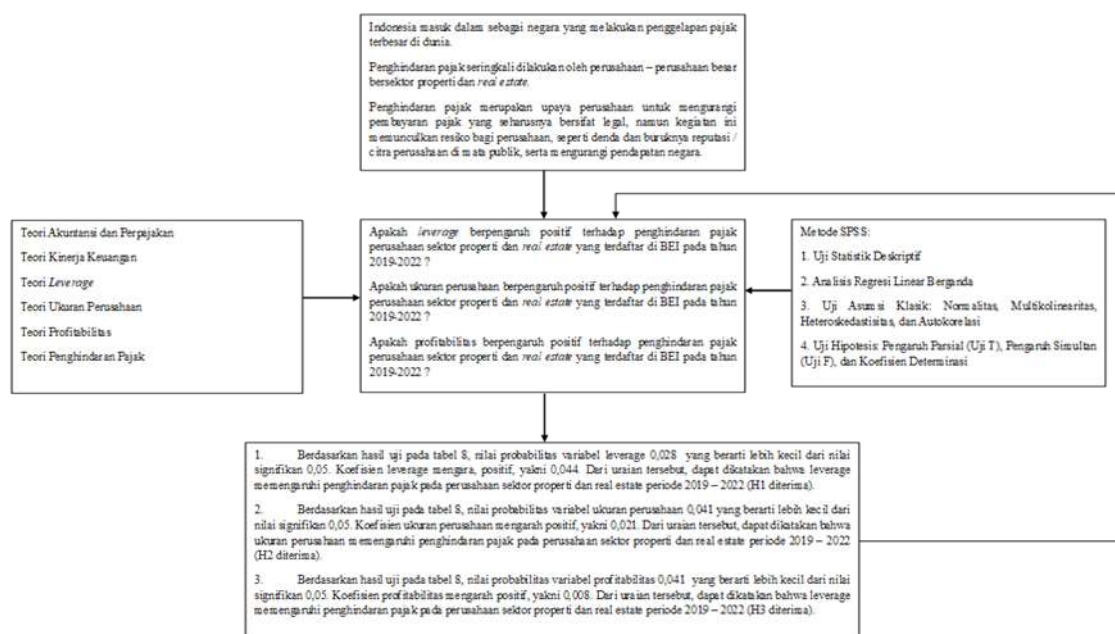 Indonesia masuk dalam sebagai negara yang melakukan penggelapan pajak
terbesar di dunia.
Penghindaran pajak seringkali dilakukan oleh perusahaan – perusahaan besar
bersektor properti dan real estate.
Penghindaran pajak merupakan upaya perusahaan untuk mengurangi
pembayaran pajak yang seharusnya bersifat legal, namun kegiatan ini
memunculkan resiko bagi perusahaan, seperti denda dan buruknya reputasi /
citra perusahaan di mata publik, serta mengurangi pendapatan negara.
Teori Akuntansi dan Perpajakan
Teori Kinerja Keuangan
Teori Leverage
Teori Ukuran Perusahaan
Teori Profitabilitas
Teori Penghindaran Pajak
Apakah leverage berpengaruh positif terhadap penghindaran pajak
perusahaan sektor properti dan real estate yang terdaftar di BEI pada tahun
2019-2022 ?
Apakah ukuran perusahaan berpengaruh positif terhadap penghindaran pajak
perusahaan sektor properti dan real estate yang terdaftar di BEI pada tahun
2019-2022 ?
Apakah profitabilitas berpengaruh positif terhadap penghindaran pajak
perusahaan sektor properti dan real estate yang terdaftar di BEI pada tahun
2019-2022 ?
Metode SPSS:
1. Uji Statistik Deskriptif
2. Analisis Regresi Linear Berganda
3. Uji Asumsi Klasik: Normalitas, Multikolinearitas,
Heteroskedastisitas, dan Autokorelasi
4. Uji Hipotesis: Pengaruh Parsial (Uji T), Pengaruh Simultan
(Uji F), dan Koefisien Determinasi
1. Berdasarkan hasil uji pada tabel 8, nilai probabilitas variabel leverage 0,028 yang berarti lebih kecil dari nilai
signifikan 0,05. Koefisien leverage mengara, positif, yakni 0,044. Dari uraian tersebut, dapat dikatakan bahwa leverage
memengaruhi penghindaran pajak pada perusahaan sektor properti dan real estate periode 2019 – 2022 (H1 diterima).
2. Berdasarkan hasil uji pada tabel 8, nilai probabilitas variabel ukuran perusahaan 0,041 yang berarti lebih kecil dari
nilai signifikan 0,05. Koefisien ukuran perusahaan mengarah positif, yakni 0,021. Dari uraian tersebut, dapat dikatakan bahwa
ukuran perusahaan memengaruhi penghindaran pajak pada perusahaan sektor properti dan real estate periode 2019 – 2022
(H2 diterima).
3. Berdasarkan hasil uji pada tabel 8, nilai probabilitas variabel profitabilitas 0,041 yang berarti lebih kecil dari nilai
signifikan 0,05. Koefisien profitabilitas mengarah positif, yakni 0,008. Dari uraian tersebut, dapat dikatakan bahwa leverage
memengaruhi penghindaran pajak pada perusahaan sektor properti dan real estate periode 2019 – 2022 (H3 diterima).